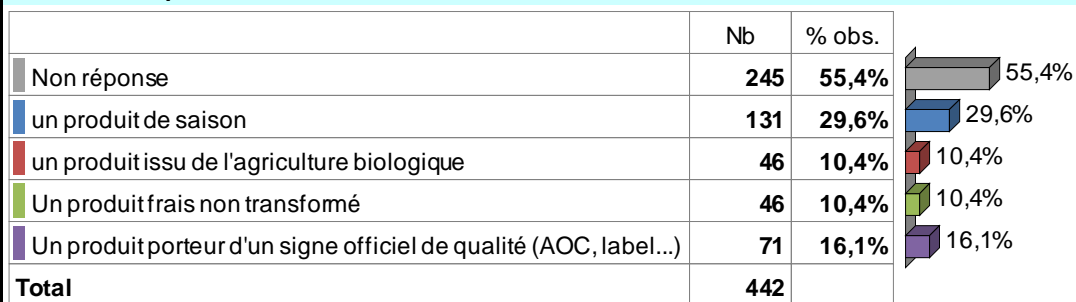 Nb % obs.
Non réponse 245 55,4% 55,4%
un produit de saison 131 29,6% 29,6%
un produit issu de l'agriculture biologique 46 10,4% 10,4%
Un produit frais non transformé 46 10,4% 10,4%
Un produit porteur d'un signe officiel de qualité (AOC, label...) 71 16,1% 16,1%
Total 442